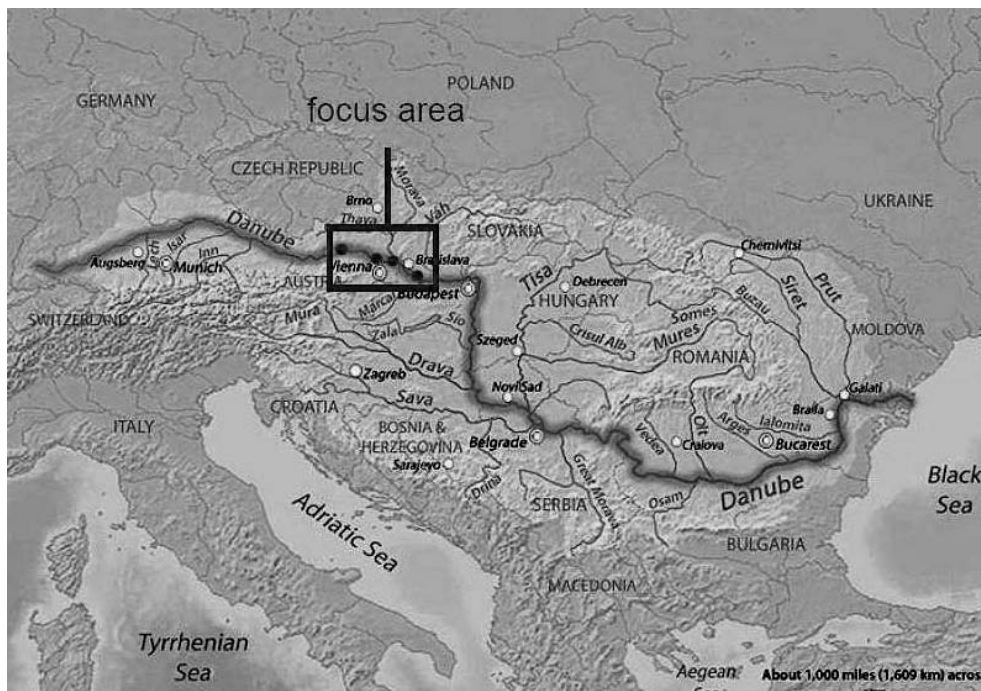 POLAND
GERMANY
focus area
CZECH REPUBLIC
Morava
UKRAINE
Brno
Thaya
Váh
Danube
SLOVAKIA
Chernivitsi
Isar
Inn
Augsberg
Munich
Vienna
Bratislava
AUSTRIA
Tisa
Debrecen
Prut
Siret
Buzau
Budapest
HUNGARY
Marcal
SWITZERLAND
Mura
Somes
Zalal
Sio
Crisul Alb
Mures
MOLDOVA
Szeged
ROMANIA
Drava
Zagreb
Novi Sad
Galati
Sava
CROATIA
Braila
ITALY
Olt
Arges
Ialomita
BOSNIA &
HERZEGOVINA
Belgrade
Vedea
Craiova
Bucarest
Sarajevo
Great Morava
Black
Sea
Drina
Danube
SERBIA
Osam
Adriatic Sea
BULGARIA
MACEDONIA
Tyrrhenian
Sea
Aegean
About 1,000 miles (1,609 km) across